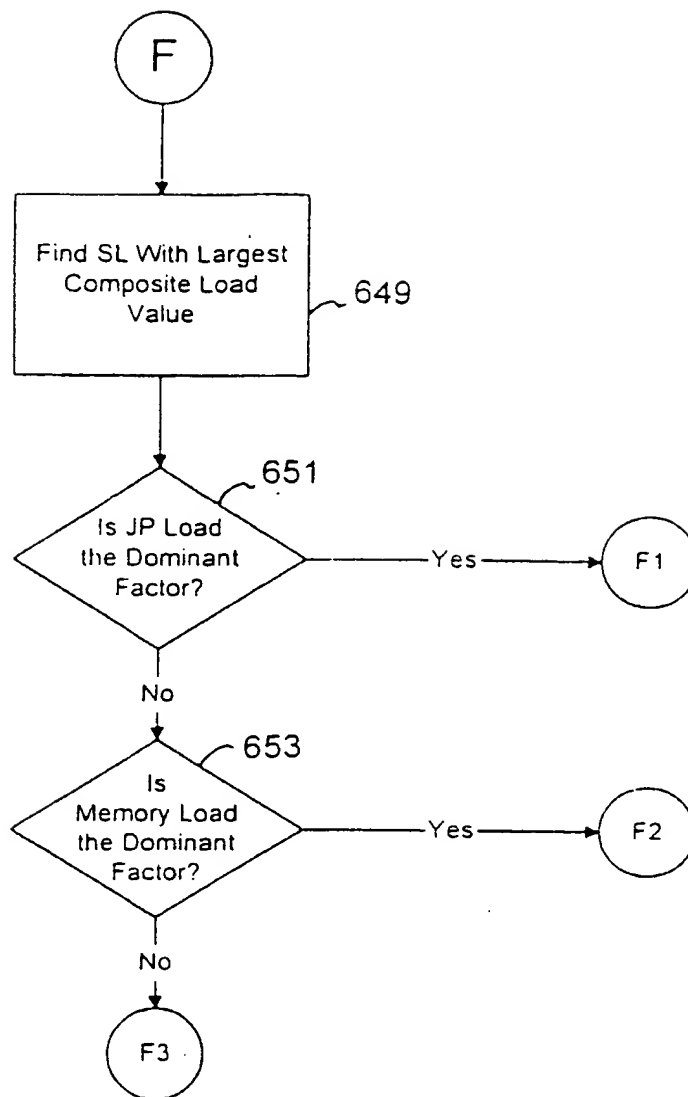 F
Find SL With Largest
Composite Load
Value
649
651
Is JP Load
the Dominant
Factor?
Yes
F1
No
653
Is
Memory Load
the Dominant
Factor?
Yes
F2
No
F3